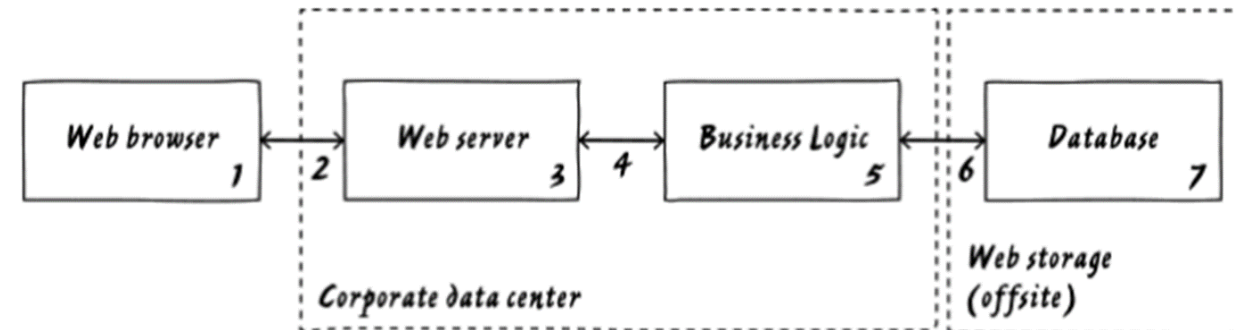 Web browser
1
2
Web server
3
4
Business Logic
5
6
Database
7
Corporate data center
Web storage
(offsite)